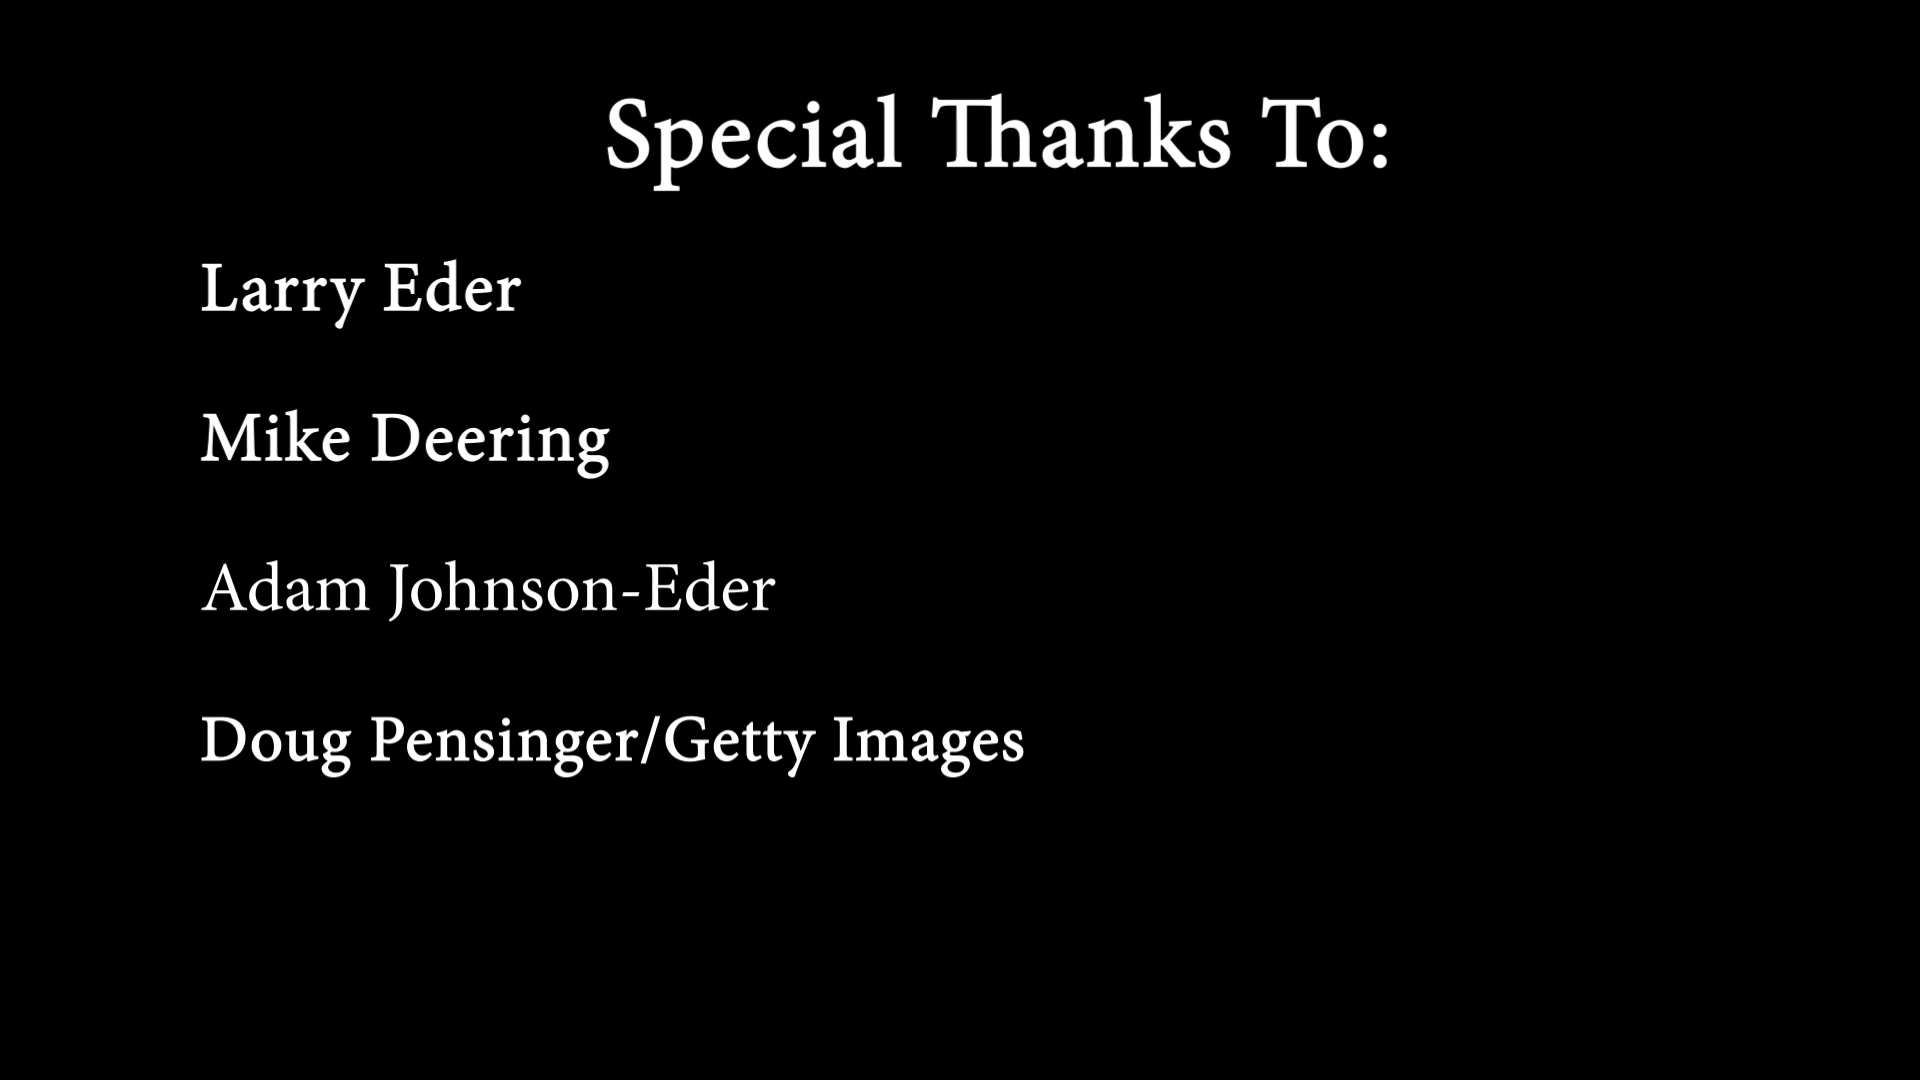 Special Thanks To:
Larry Eder
Mike Deering
Adam Johnson-Eder
Doug Pensinger/Getty Images